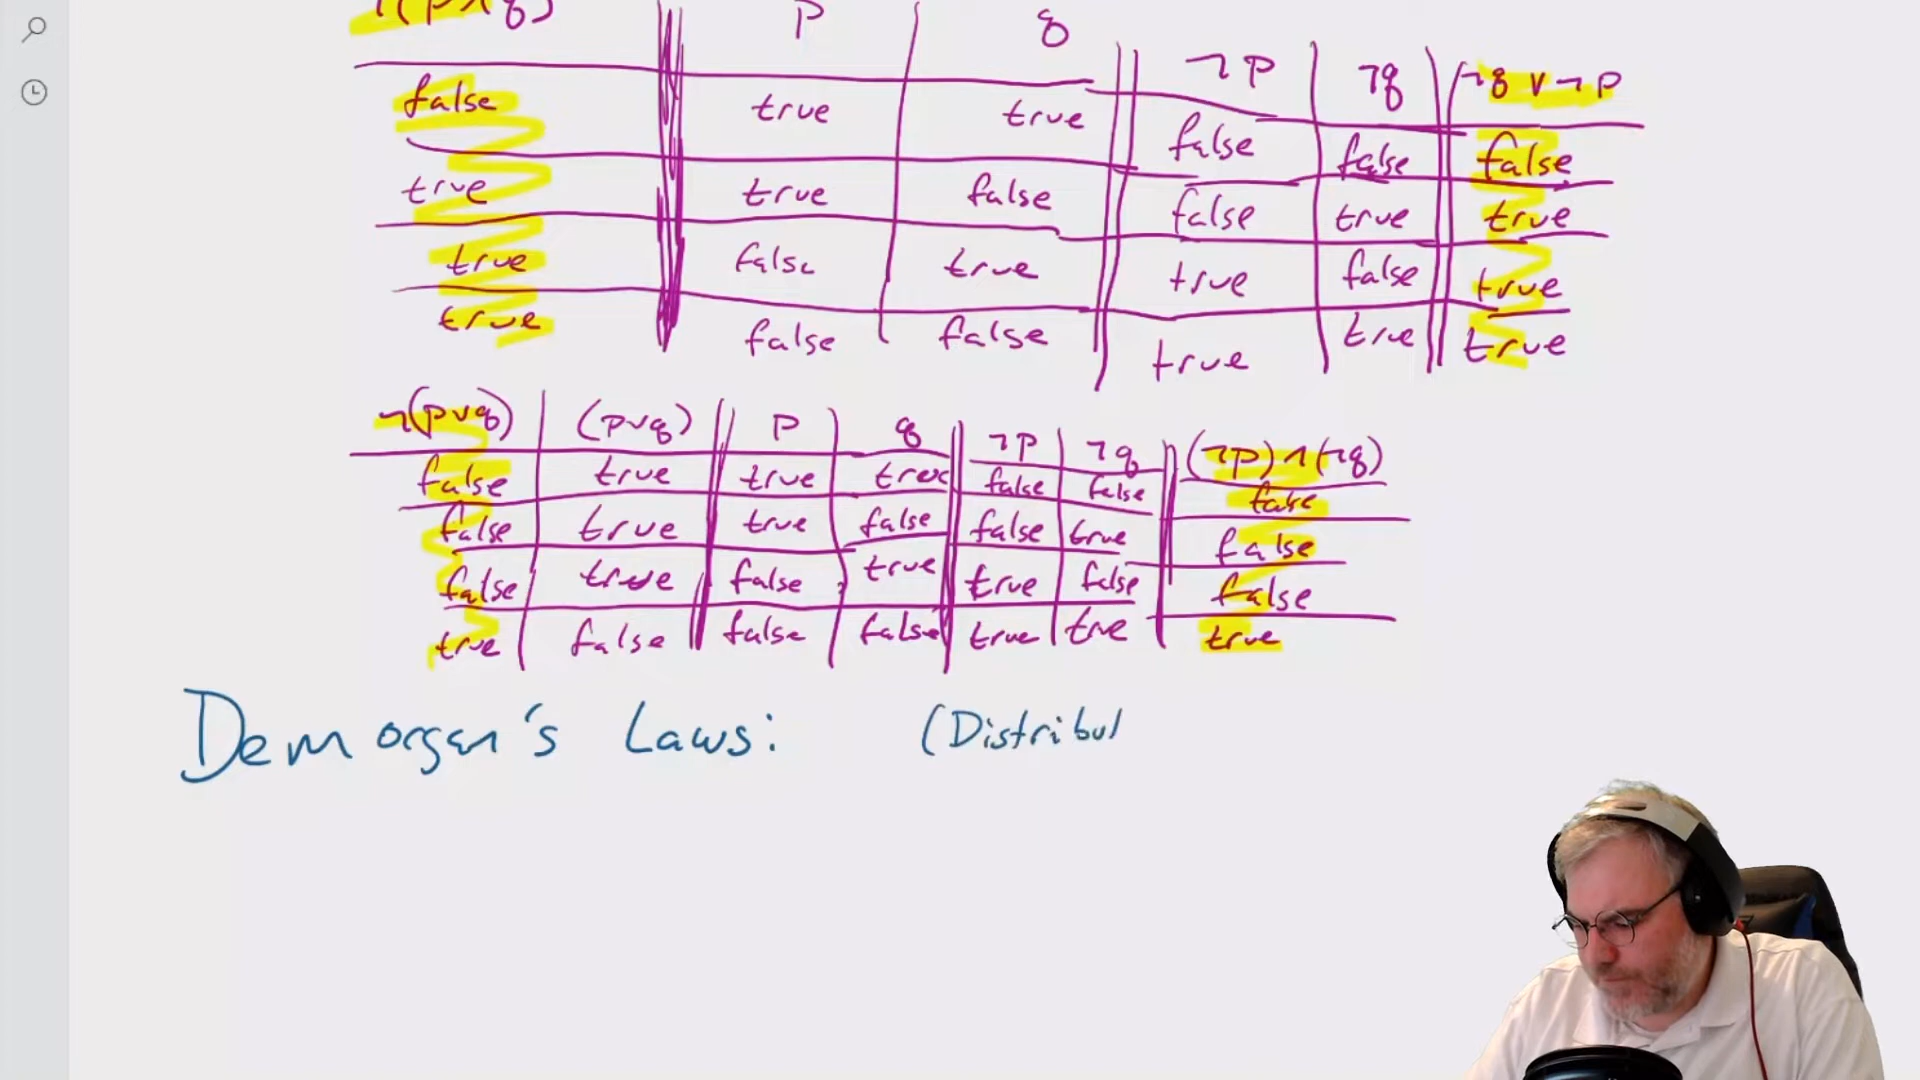 ¬(p∧q) p q ¬p ¬q ¬q∨¬p
false true true false false false
true true false false true true
true false true true false true
true false false true true true
¬(p∨q) (p∨q) p q ¬p ¬q (¬p)∧(¬q)
false true true true false false false
false true true false false true false
false true false true true false false
true false false false true true true
Demorgan's Laws: (Distribut